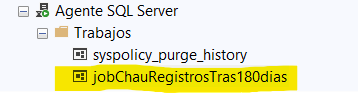 Agente SQL Server
Trabajos
syspolicy_purge_history
jobChauRegistrosTras180dias